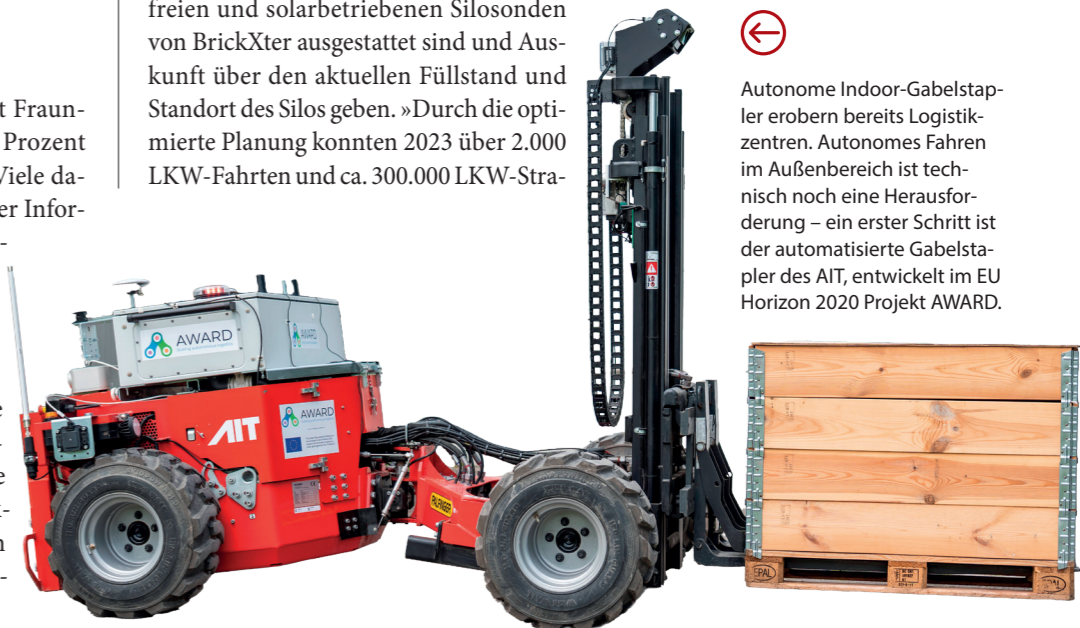 t Fraun-
Prozent
Viele da-
er Infor-
-
e
-
e
-
n
-
freien und solarbetriebenen Silosonden
von BrickXter ausgestattet sind und Aus-
kunft über den aktuellen Füllstand und
Standort des Silos geben. »Durch die opti-
mierte Planung konnten 2023 über 2.000
LKW-Fahrten und ca. 300.000 LKW-Stra-
Autonome Indoor-Gabelstap-
ler erobern bereits Logistik-
zentren. Autonomes Fahren
im Außenbereich ist tech-
nisch noch eine Herausfor-
derung – ein erster Schritt ist
der automatisierte Gabelsta-
pler des AIT, entwickelt im EU
Horizon 2020 Projekt AWARD.
AWARD
AWARD
AIT
AWARD
PALFINGER
EPAL